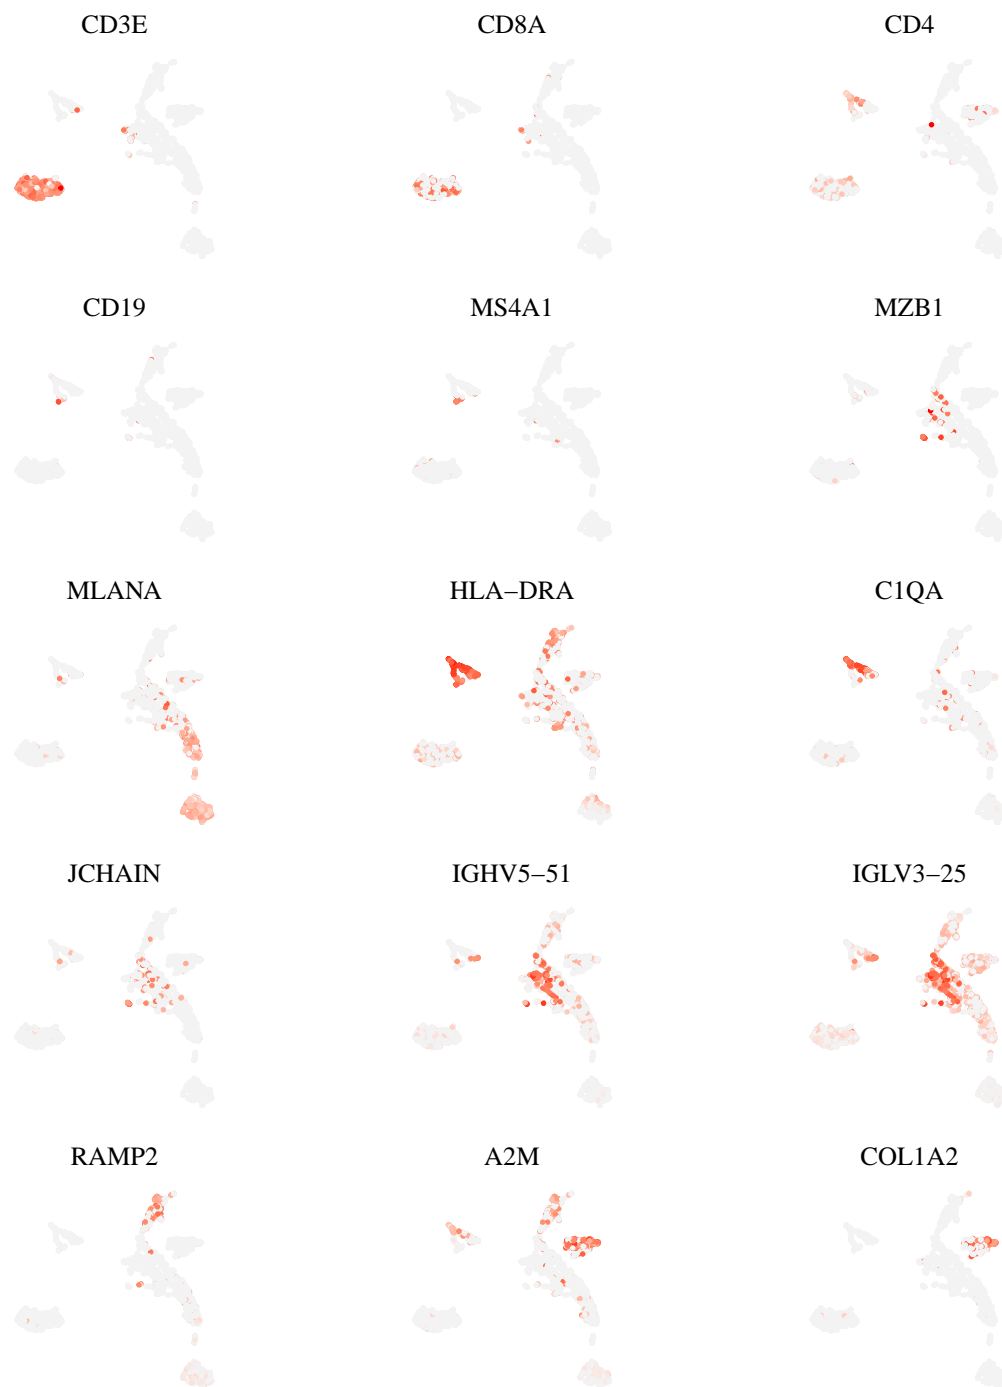 CD3E CD8A CD4
CD19 MS4A1 MZB1
MLANA HLA−DRA C1QA
JCHAIN IGHV5−51 IGLV3−25
RAMP2 A2M COL1A2